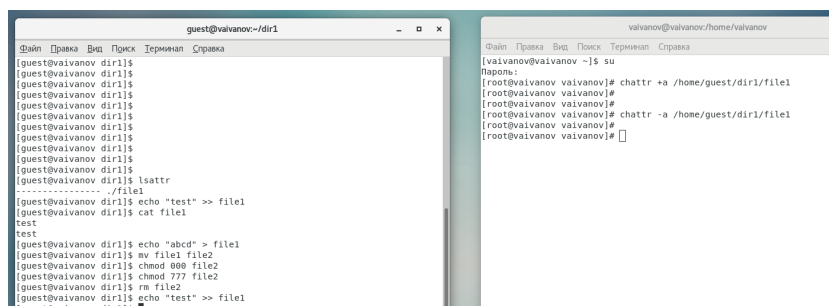 guest@vaivanov:~/dir1
Файл Правка Вид Поиск Терминал Справка
[guest@vaivanov dir1]$
[guest@vaivanov dir1]$
[guest@vaivanov dir1]$
[guest@vaivanov dir1]$
[guest@vaivanov dir1]$
[guest@vaivanov dir1]$
[guest@vaivanov dir1]$
[guest@vaivanov dir1]$
[guest@vaivanov dir1]$
[guest@vaivanov dir1]$
[guest@vaivanov dir1]$
[guest@vaivanov dir1]$ lsattr
---------------- ./file1
[guest@vaivanov dir1]$ echo "test" >> file1
[guest@vaivanov dir1]$ cat file1
test
test
[guest@vaivanov dir1]$ echo "abcd" > file1
[guest@vaivanov dir1]$ mv file1 file2
[guest@vaivanov dir1]$ chmod 000 file2
[guest@vaivanov dir1]$ chmod 777 file2
[guest@vaivanov dir1]$ rm file2
[guest@vaivanov dir1]$ echo "test" >> file1
vaivanov@vaivanov:/home/vaivanov
Файл Правка Вид Поиск Терминал Справка
[vaivanov@vaivanov ~]$ su
Пароль:
[root@vaivanov vaivanov]# chattr +a /home/guest/dir1/file1
[root@vaivanov vaivanov]#
[root@vaivanov vaivanov]#
[root@vaivanov vaivanov]# chattr -a /home/guest/dir1/file1
[root@vaivanov vaivanov]#
[root@vaivanov vaivanov]#